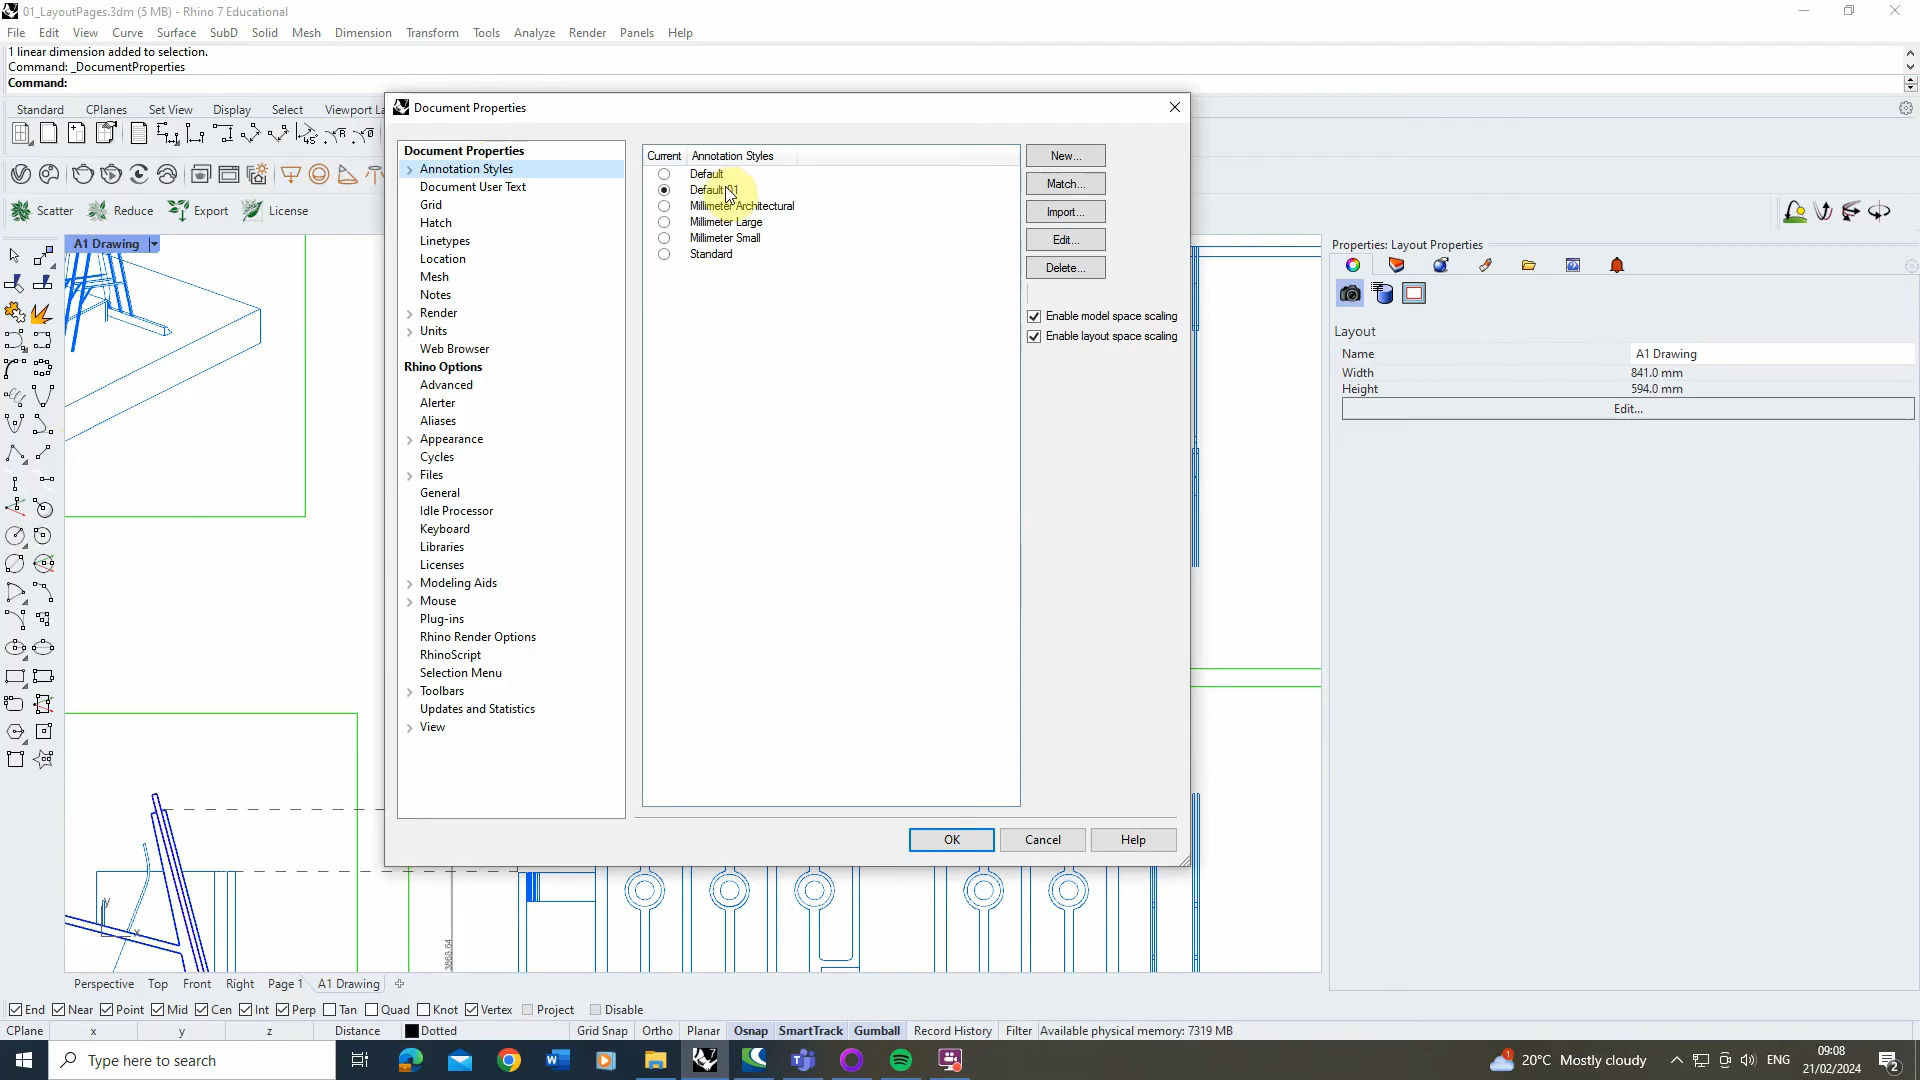 01_LayoutPages.3dm (5 MB) - Rhino 7 Educational
File Edit View Curve Surface SubD Solid Mesh Dimension Transform Tools Analyze Render Panels Help
1 linear dimension added to selection.
Command: _DocumentProperties
Command:
Standard CPlanes Set View Display Select Viewport La
Scatter Reduce Export License
A1 Drawing
Document Properties
Document Properties
Annotation Styles
Document User Text
Grid
Hatch
Linetypes
Location
Mesh
Notes
Render
Units
Web Browser
Rhino Options
Advanced
Alerter
Aliases
Appearance
Cycles
Files
General
Idle Processor
Keyboard
Libraries
Licenses
Modeling Aids
Mouse
Plug-ins
Rhino Render Options
RhinoScript
Selection Menu
Toolbars
Updates and Statistics
View
Current Annotation Styles
Default
Default 01
Millimeter Architectural
Millimeter Large
Millimeter Small
Standard
New...
Match...
Import...
Edit...
Delete...
Enable model space scaling
Enable layout space scaling
OK Cancel Help
Properties: Layout Properties
Layout
Name A1 Drawing
Width 841.0 mm
Height 594.0 mm
Edit...
45°
y
x
3868.64
Perspective Top Front Right Page 1 A1 Drawing
End Near Point Mid Cen Int Perp Tan Quad Knot Vertex Project Disable
CPlane x y z Distance Dotted Grid Snap Ortho Planar Osnap SmartTrack Gumball Record History Filter Available physical memory: 7319 MB
Type here to search
20°C Mostly cloudy
ENG
09:08
21/02/2024
2